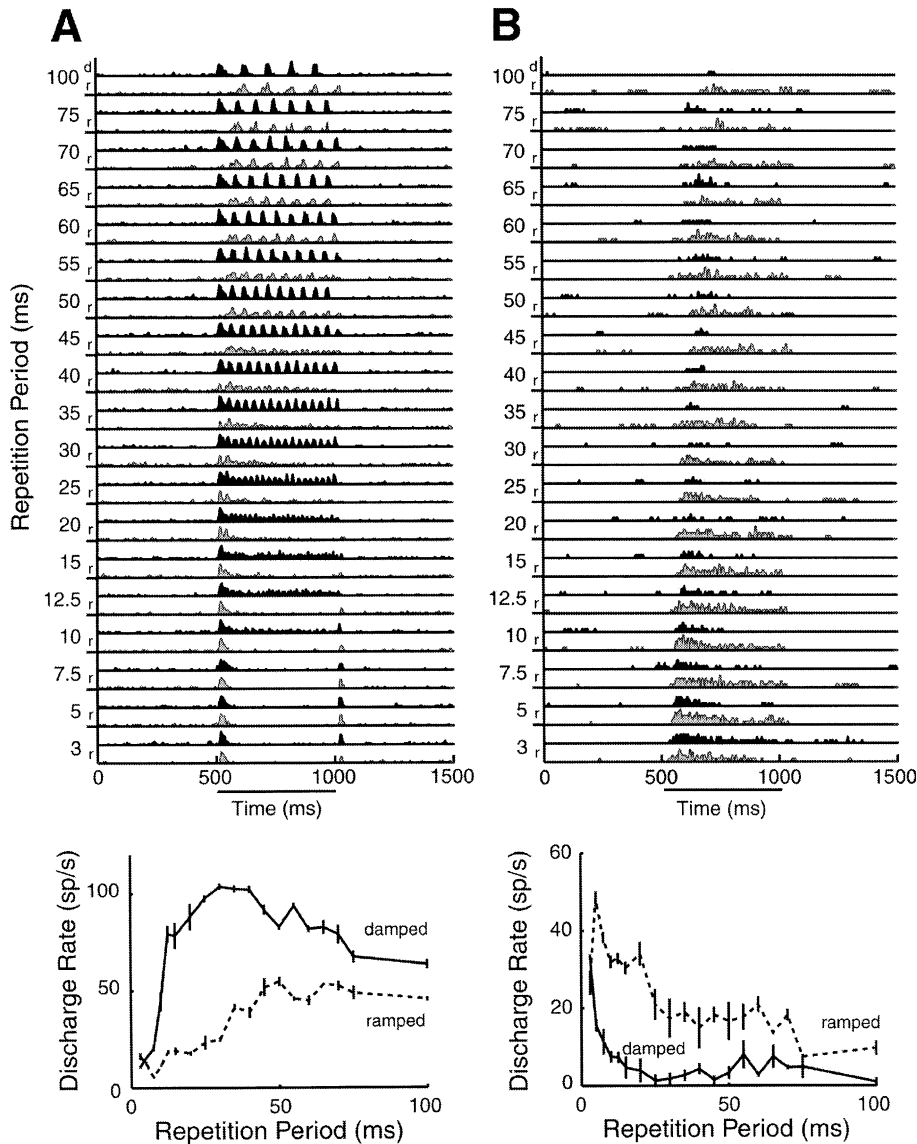 A
B
Repetition Period (ms)
100 d
r
75
r
70
r
65
r
60
r
55
r
50
r
45
r
40
r
35
r
30
r
25
r
20
r
15
r
12.5
r
10
r
7.5
r
5
r
3
r
0 500 1000 1500
Time (ms)
100 d
r
75
r
70
r
65
r
60
r
55
r
50
r
45
r
40
r
35
r
30
r
25
r
20
r
15
r
12.5
r
10
r
7.5
r
5
r
3
r
0 500 1000 1500
Time (ms)
Discharge Rate (sp/s)
100
50
0
damped
ramped
0 50 100
Repetition Period (ms)
Discharge Rate (sp/s)
60
40
20
0
ramped
damped
0 50 100
Repetition Period (ms)